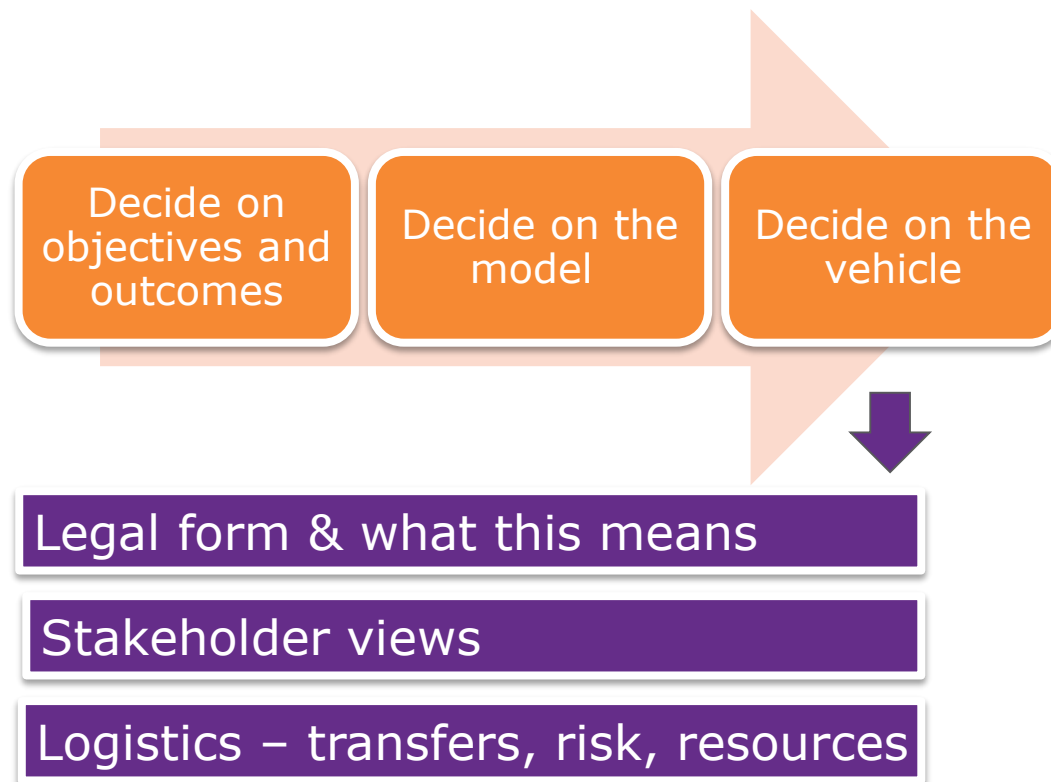 Decide on
objectives and
outcomes
Decide on the
model
Decide on the
vehicle
Legal form & what this means
Stakeholder views
Logistics – transfers, risk, resources